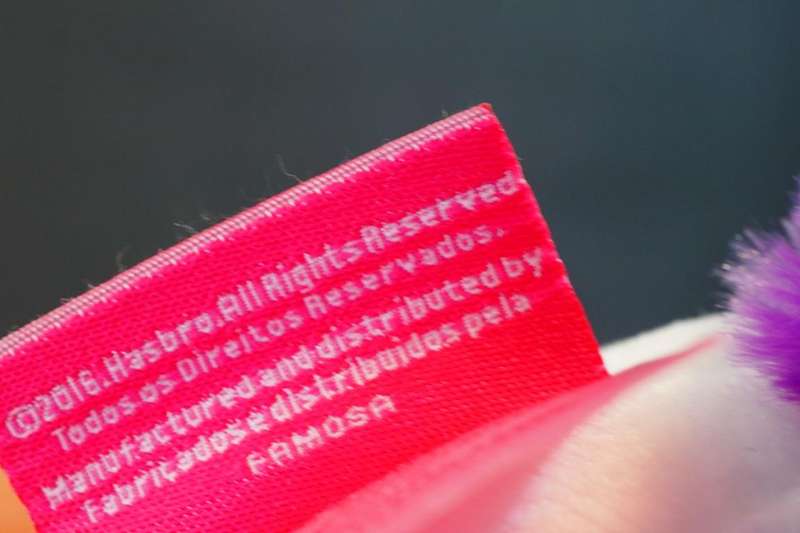 ©2016.Hasbro.All Rights Reserved
Todos os Direitos Reservados.
Manufactured and distributed by
Fabricados e distribuidos pela
FAMOSA